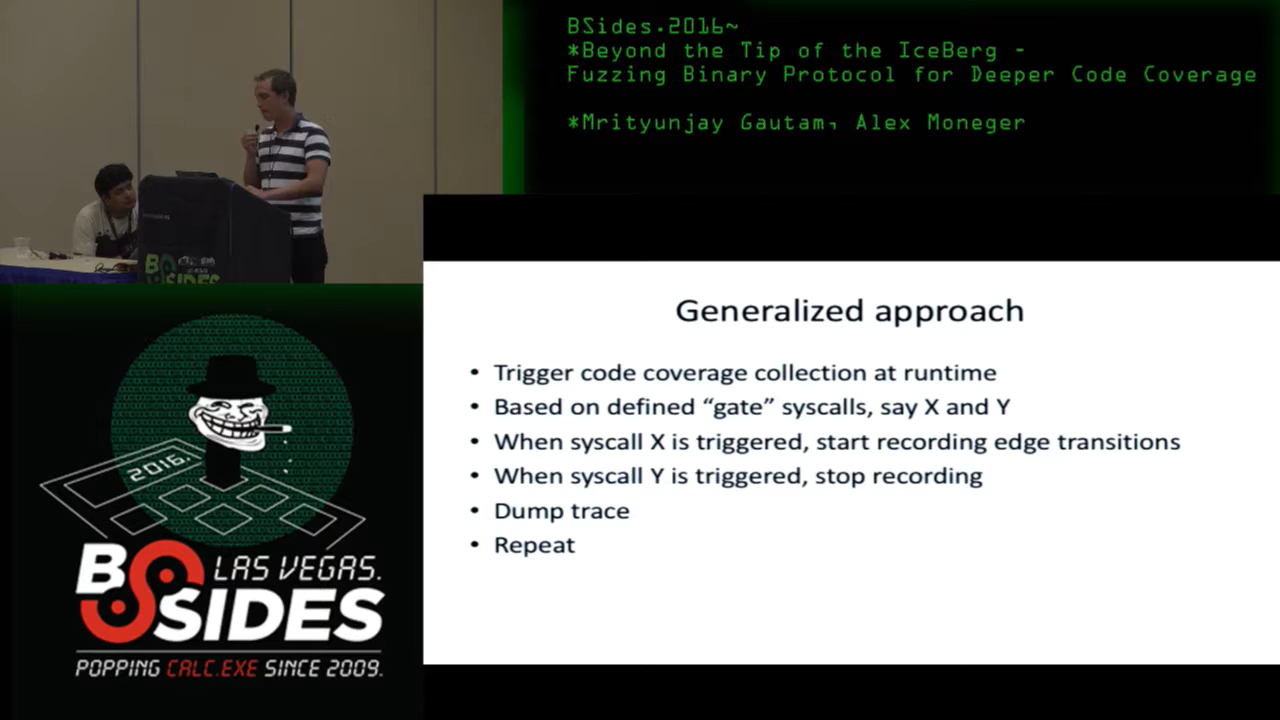 BSides.2016~
*Beyond the Tip of the IceBerg -
Fuzzing Binary Protocol for Deeper Code Coverage
*Mrityunjay Gautam, Alex Moneger
Generalized approach
• Trigger code coverage collection at runtime
• Based on defined “gate” syscalls, say X and Y
• When syscall X is triggered, start recording edge transitions
• When syscall Y is triggered, stop recording
• Dump trace
• Repeat
BSIDES
2016.
BSIDES
LAS VEGAS.
POPPING CALC.EXE SINCE 2009.